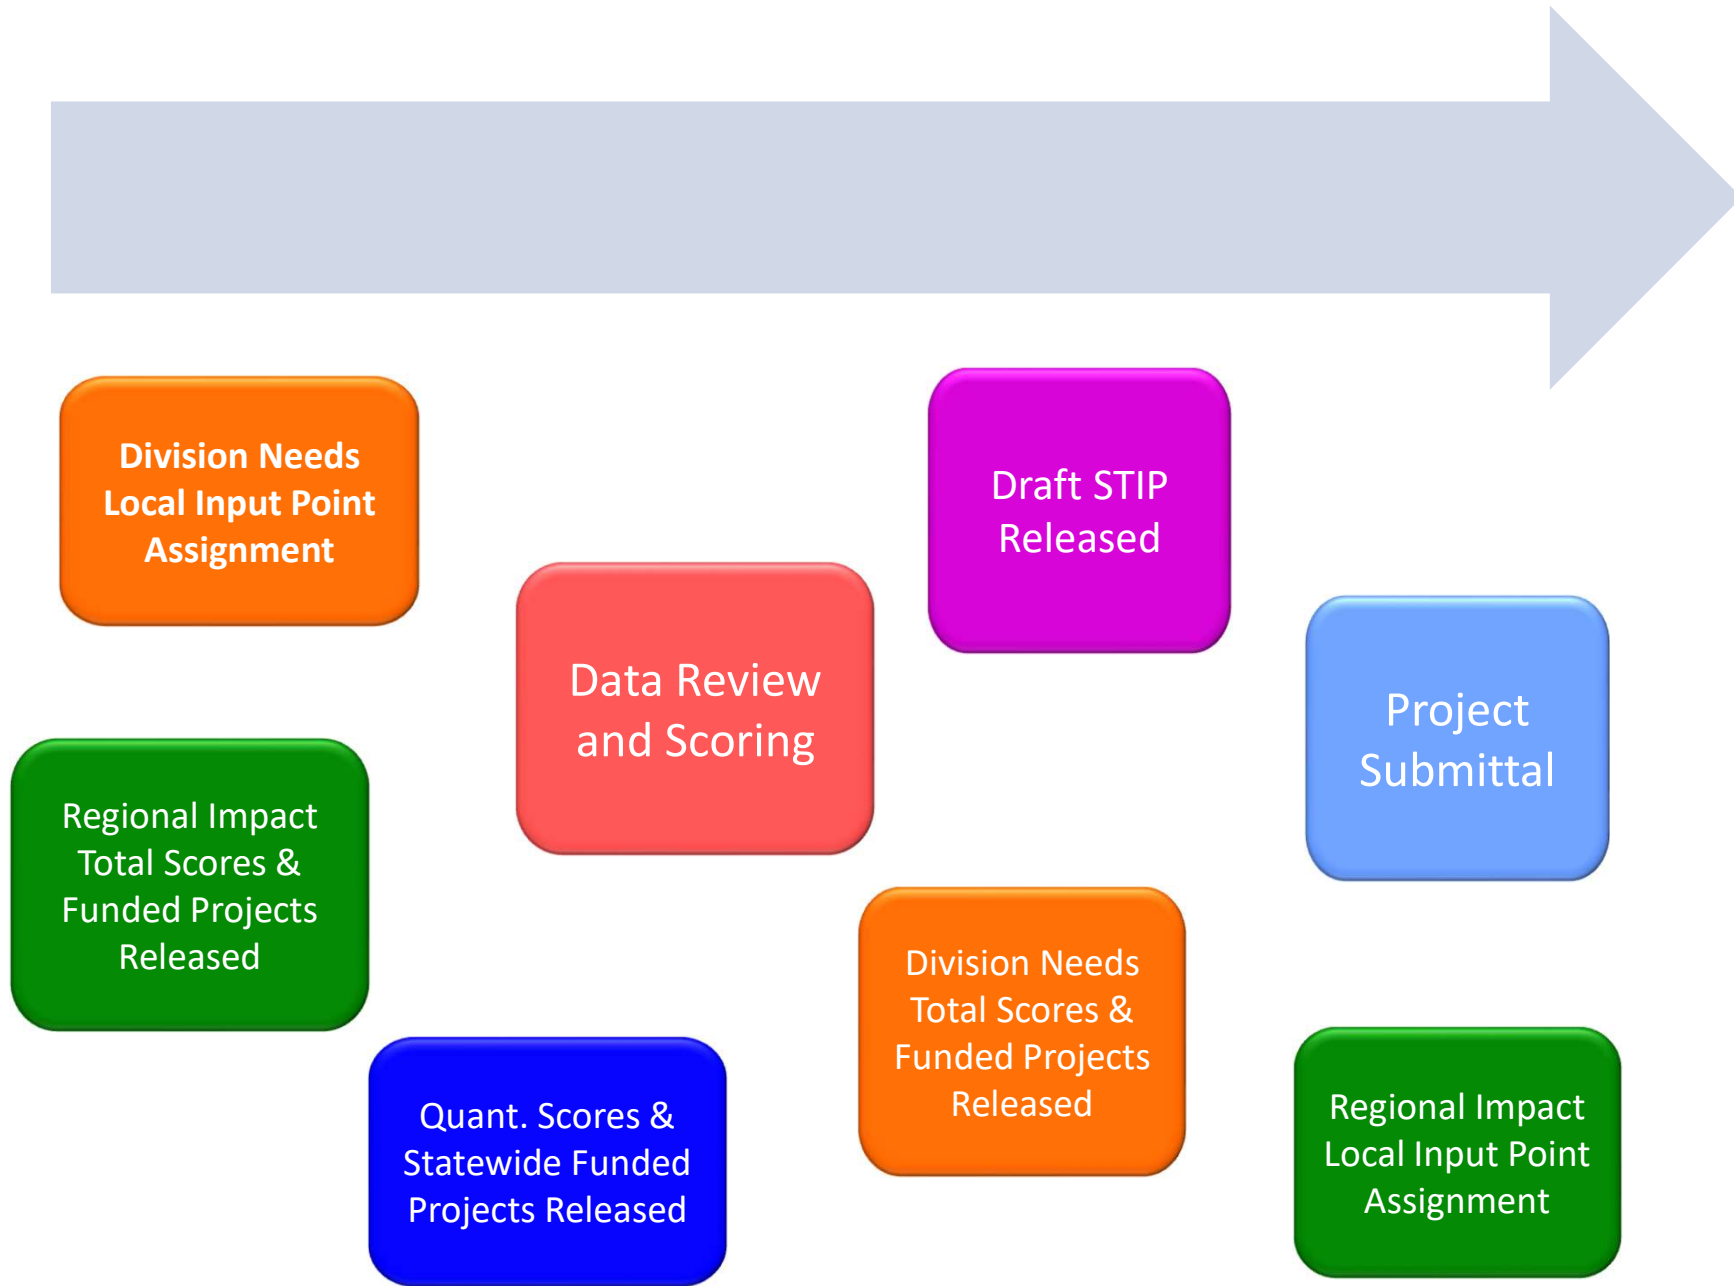 Division Needs
Local Input Point
Assignment
Draft STIP
Released
Data Review
and Scoring
Project
Submittal
Regional Impact
Total Scores &
Funded Projects
Released
Division Needs
Total Scores &
Funded Projects
Released
Quant. Scores &
Statewide Funded
Projects Released
Regional Impact
Local Input Point
Assignment